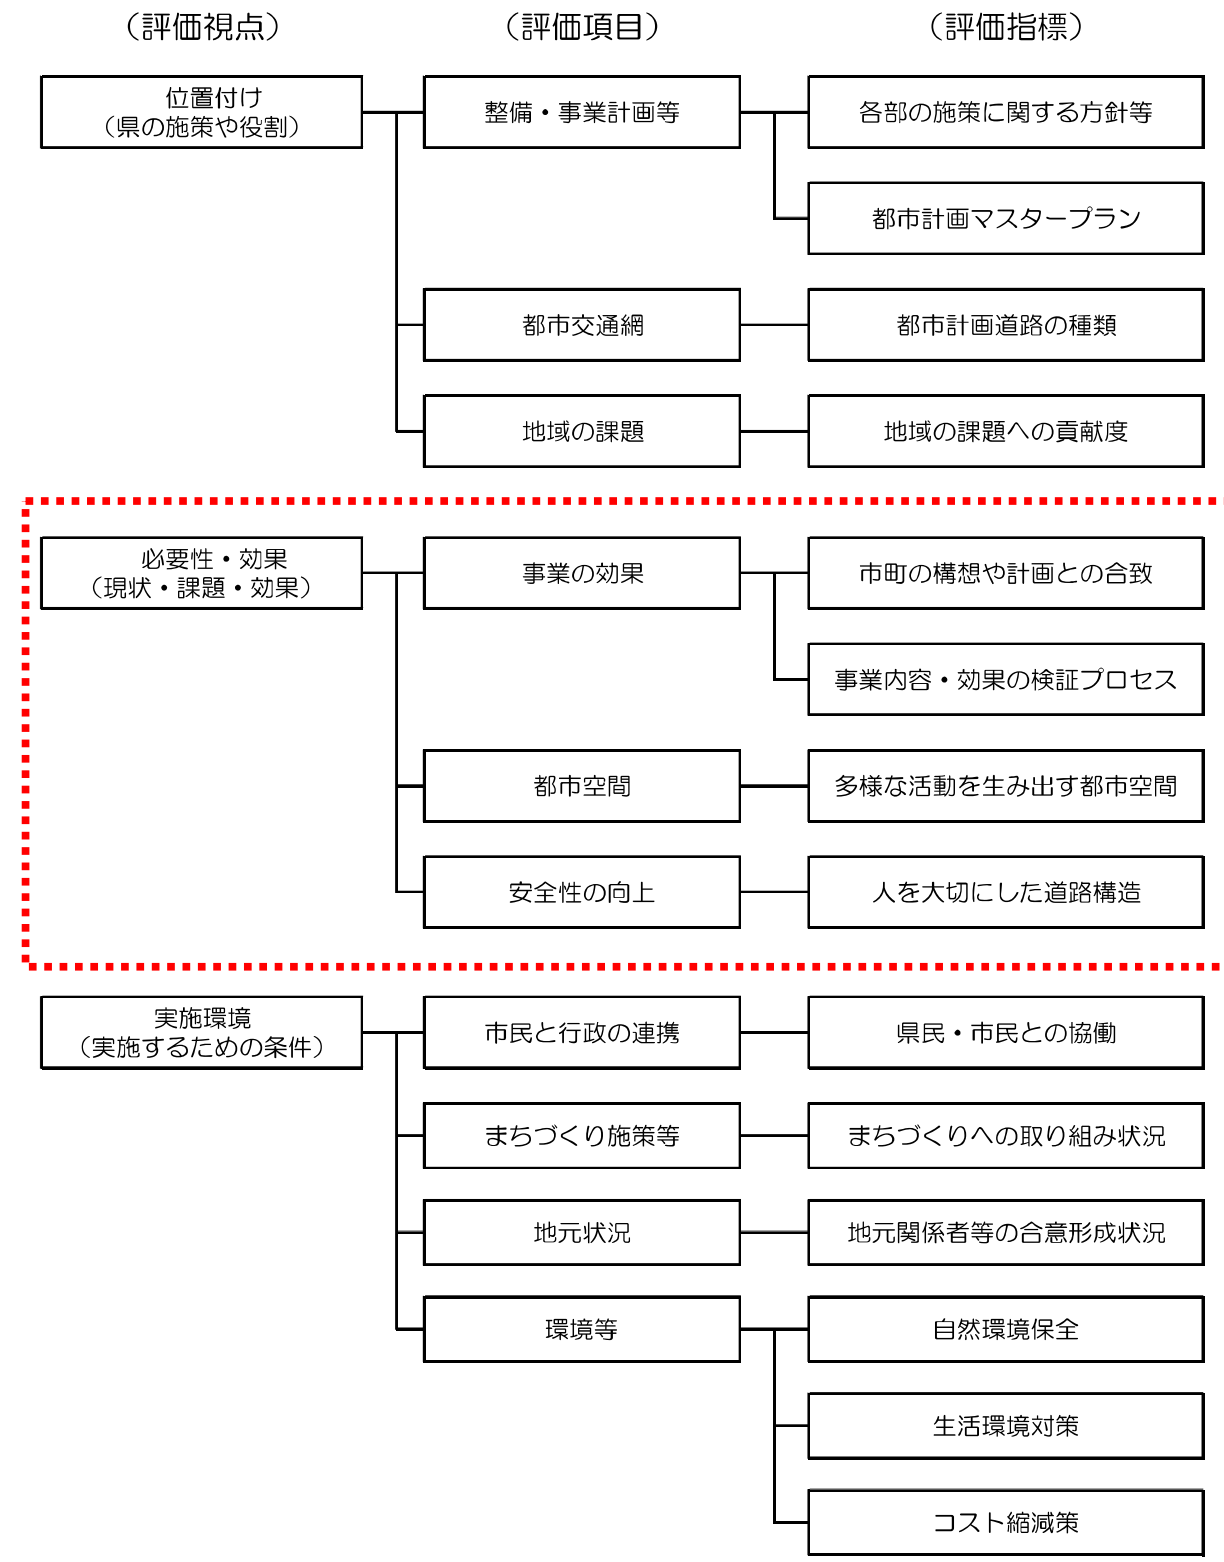 （評価視点）
（評価項目）
（評価指標）
位置付け
（県の施策や役割）
整備・事業計画等
各部の施策に関する方針等
都市計画マスタープラン
都市交通網
都市計画道路の種類
地域の課題
地域の課題への貢献度
必要性・効果
（現状・課題・効果）
事業の効果
市町の構想や計画との合致
事業内容・効果の検証プロセス
都市空間
多様な活動を生み出す都市空間
安全性の向上
人を大切にした道路構造
実施環境
（実施するための条件）
市民と行政の連携
県民・市民との協働
まちづくり施策等
まちづくりへの取り組み状況
地元状況
地元関係者等の合意形成状況
環境等
自然環境保全
生活環境対策
コスト縮減策